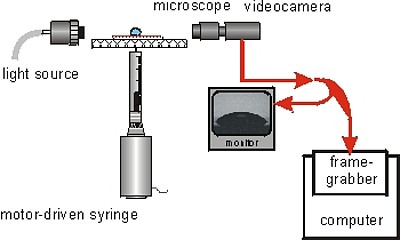 microscope videocamera
light source
monitor
frame-
grabber
computer
motor-driven syringe